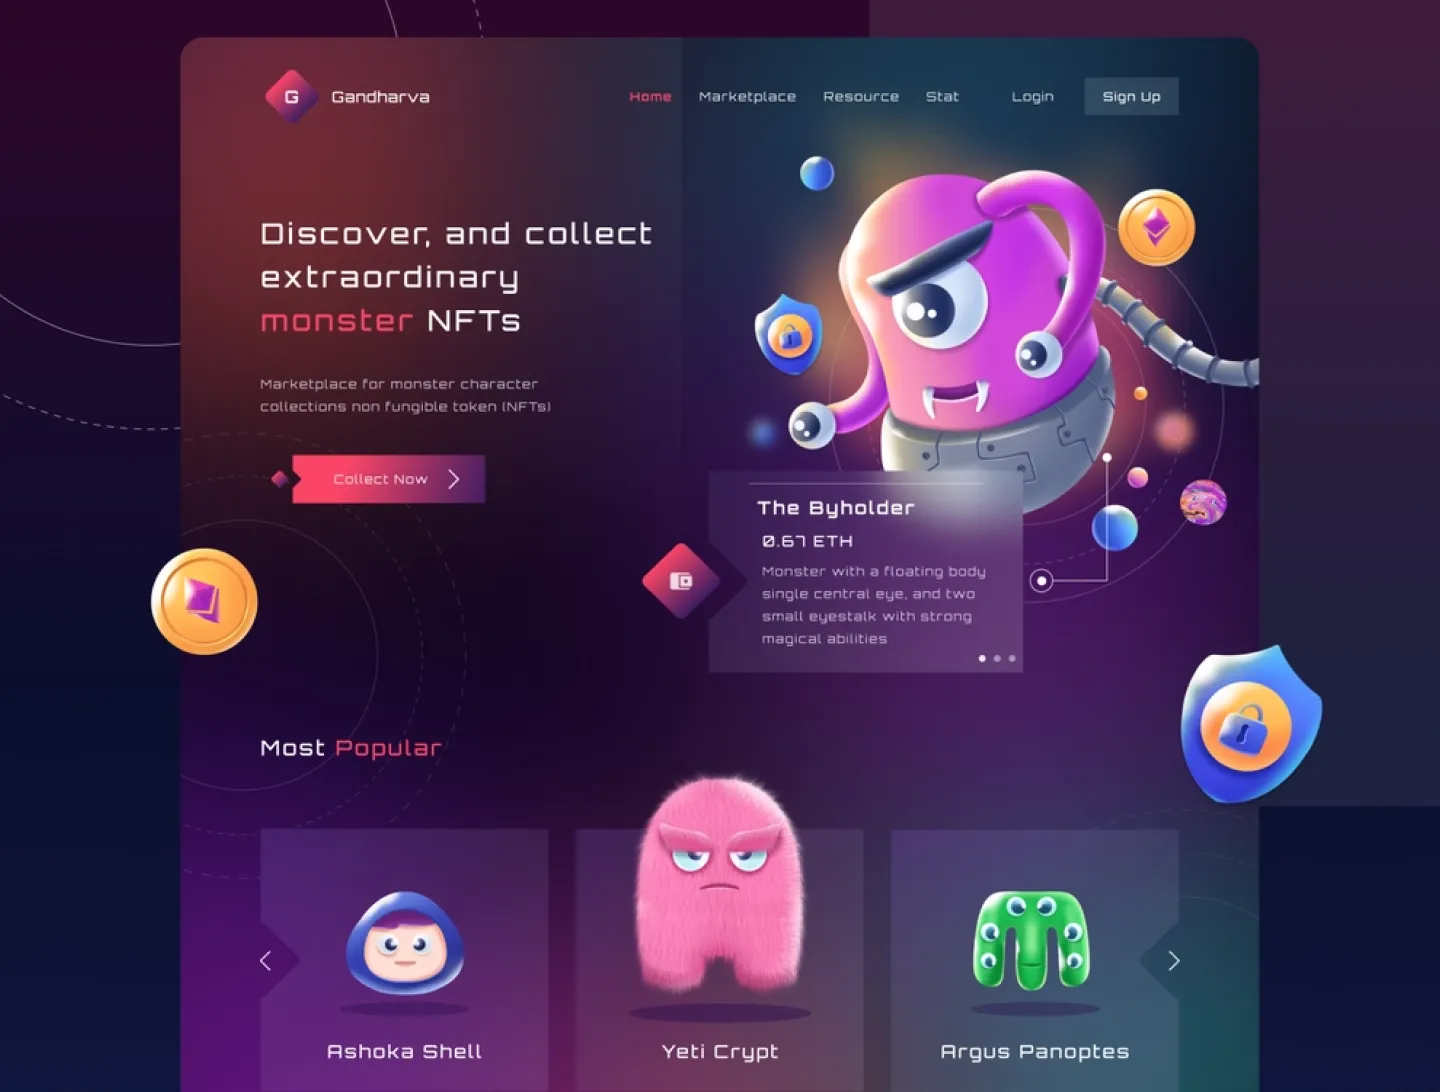 G Gandharva
Home Marketplace Resource Stat Login Sign Up
Discover, and collect
extraordinary
monster NFTs
Marketplace for monster character
collections non fungible token (NFTs)
Collect Now
The Byholder
0.67 ETH
Monster with a floating body
single central eye, and two
small eyestalk with strong
magical abilities
Most Popular
Ashoka Shell
Yeti Crypt
Argus Panoptes